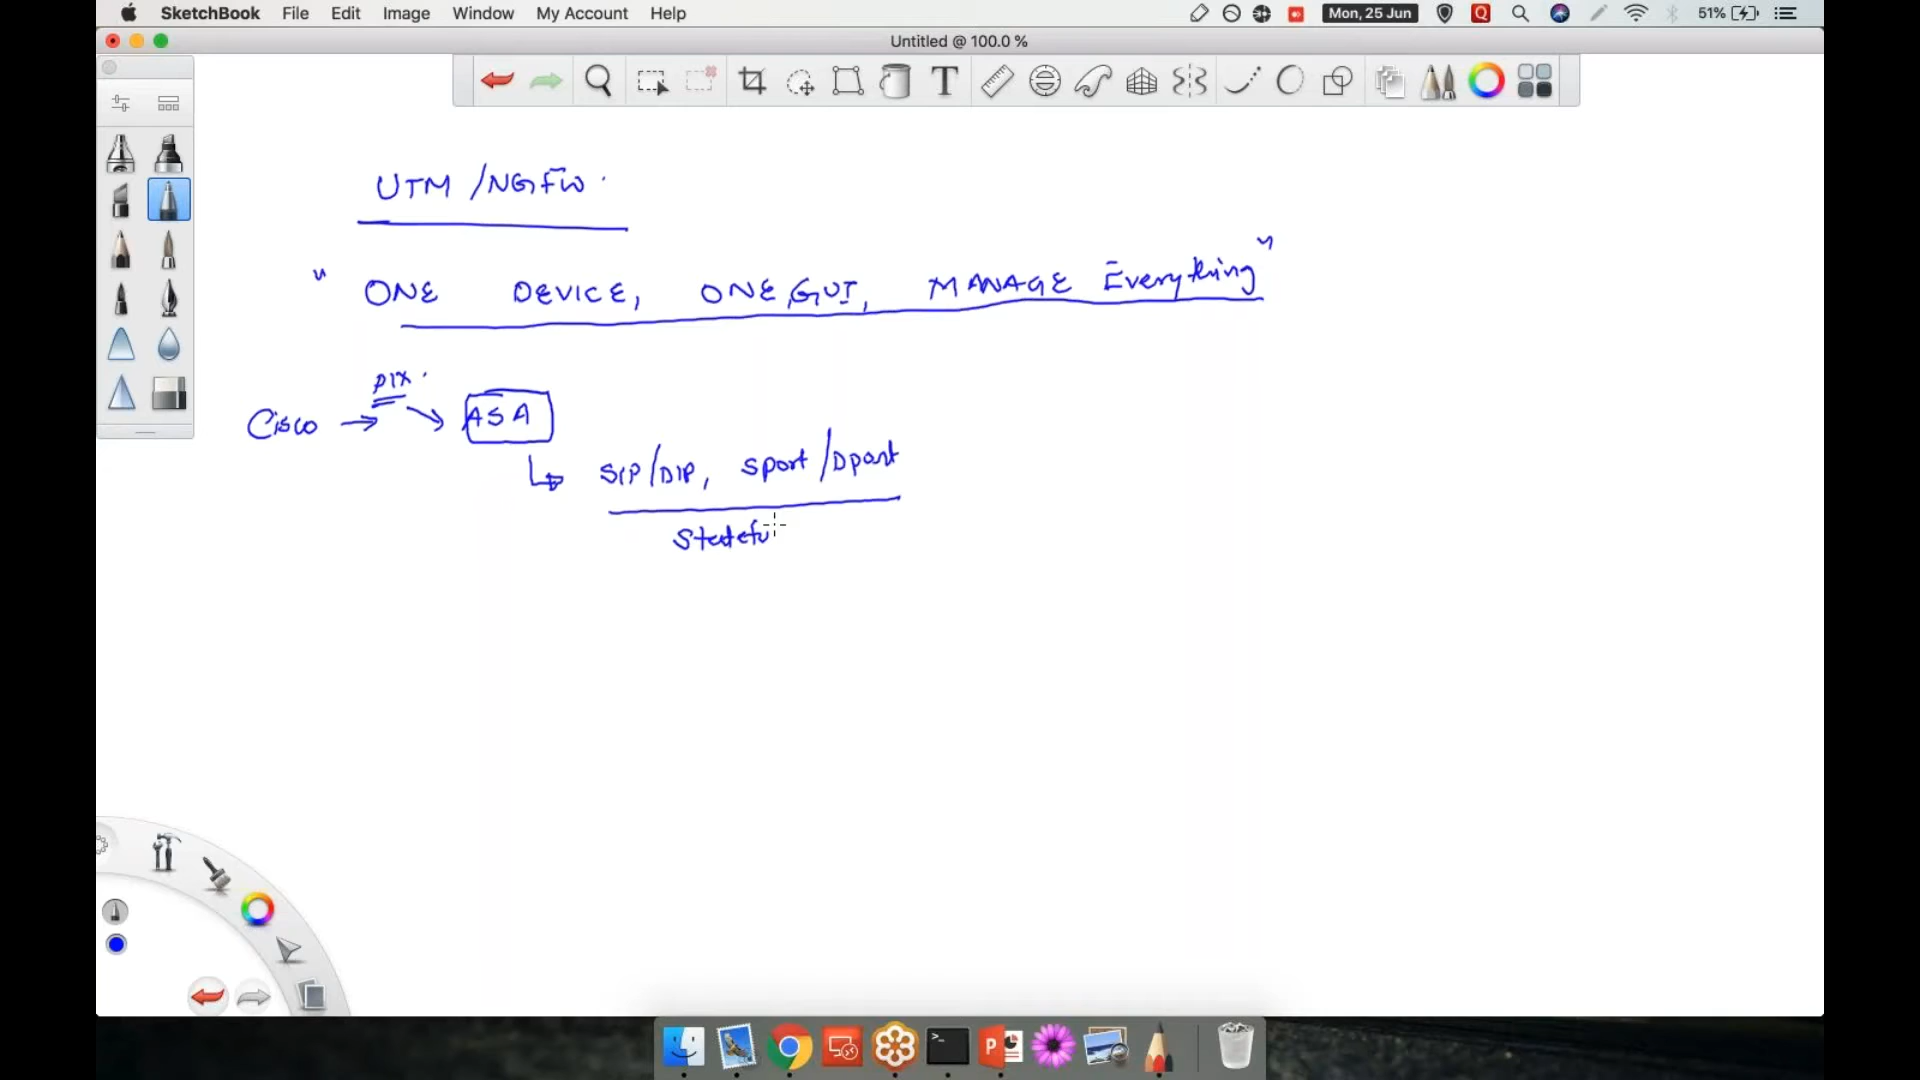 SketchBook File Edit Image Window My Account Help Mon, 25 Jun 51%
Untitled @ 100.0 %
UTM /NGFW.
" ONE DEVICE, ONE GUI, MANAGE Everything "
PIX.
Cisco → ASA
SIP/DIP, Sport/Dport
Statefu